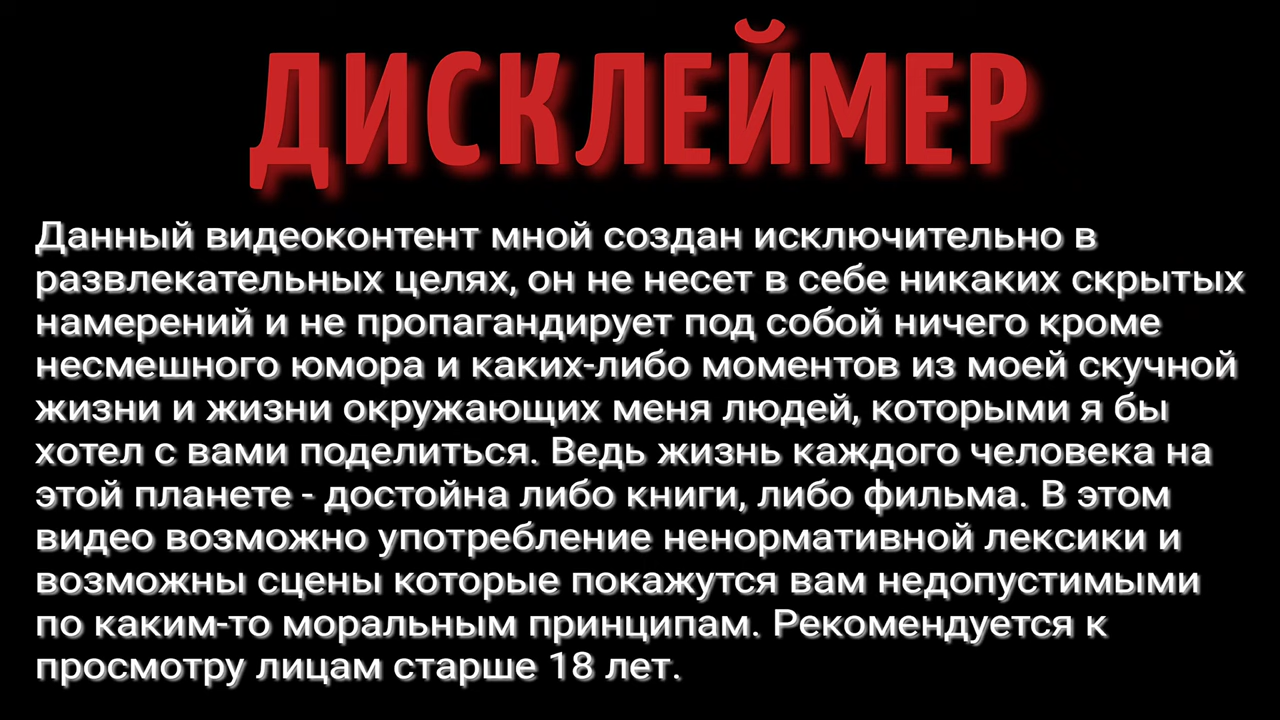 ДИСКЛЕЙМЕР
Данный видеоконтент мной создан исключительно в
развлекательных целях, он не несет в себе никаких скрытых
намерений и не пропагандирует под собой ничего кроме
несмешного юмора и каких-либо моментов из моей скучной
жизни и жизни окружающих меня людей, которыми я бы
хотел с вами поделиться. Ведь жизнь каждого человека на
этой планете - достойна либо книги, либо фильма. В этом
видео возможно употребление ненормативной лексики и
возможны сцены которые покажутся вам недопустимыми
по каким-то моральным принципам. Рекомендуется к
просмотру лицам старше 18 лет.